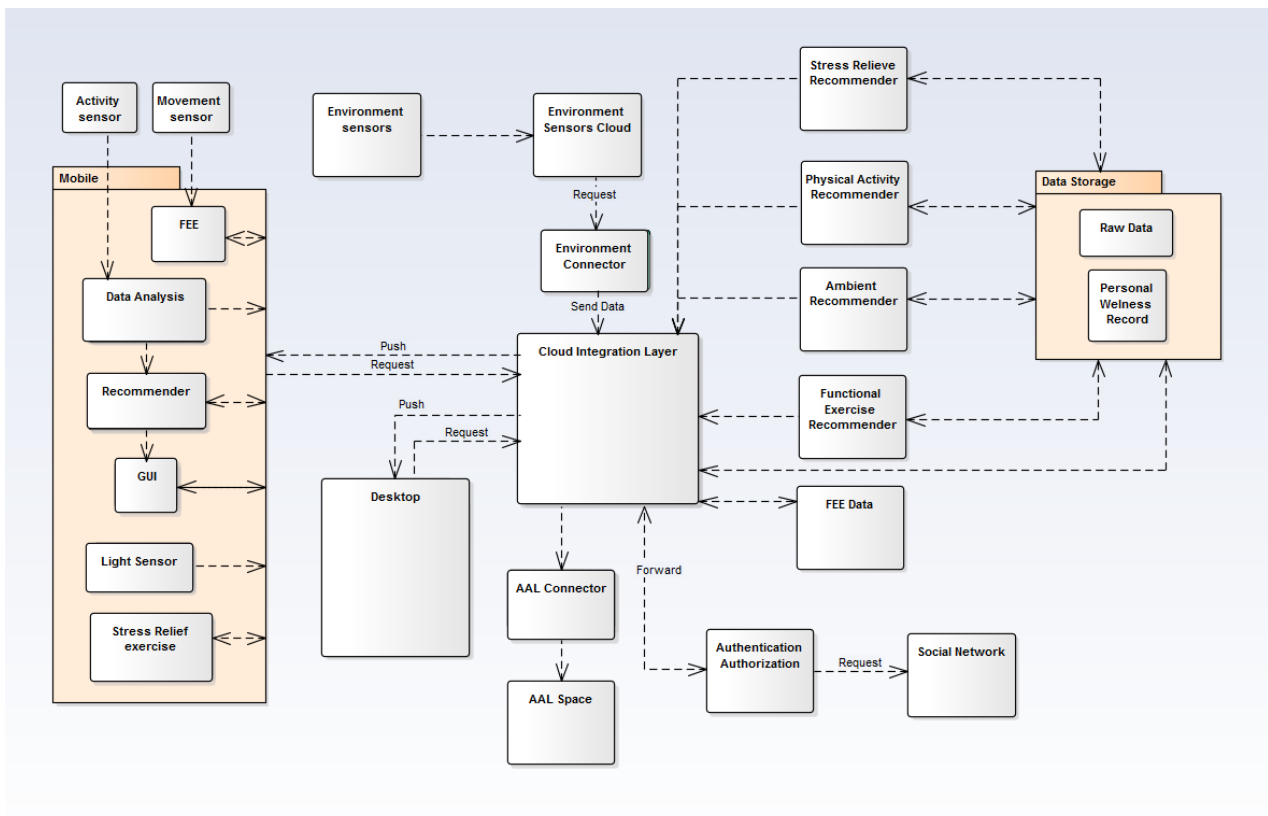 Activity
sensor
Movement
sensor
Mobile
FEE
Data Analysis
Recommender
GUI
Light Sensor
Stress Relief
exercise
Environment
sensors
Environment
Sensors Cloud
Request
Environment
Connector
Send Data
Cloud Integration Layer
Push
Request
Push
Request
Desktop
AAL Connector
AAL Space
Forward
Authentication
Authorization
Request
Social Network
Stress Relieve
Recommender
Physical Activity
Recommender
Ambient
Recommender
Functional
Exercise
Recommender
FEE Data
Data Storage
Raw Data
Personal
Welness
Record